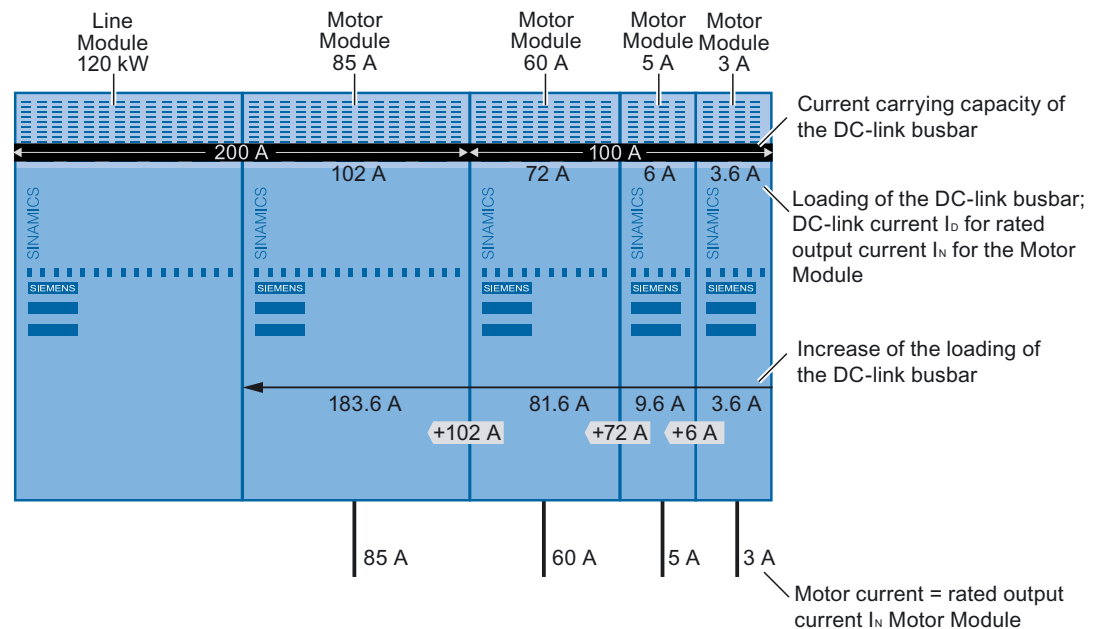 Line
Module
120 kW
Motor
Module
85 A
Motor
Module
60 A
Motor
Module
5 A
Motor
Module
3 A
Current carrying capacity of
the DC-link busbar
200 A
100 A
102 A
72 A
6 A
3.6 A
Loading of the DC-link busbar;
DC-link current ID for rated
output current IN for the Motor
Module
SINAMICS
SINAMICS
SINAMICS
SINAMICS
SINAMICS
SIEMENS
SIEMENS
SIEMENS
SIEMENS
SIEMENS
Increase of the loading of
the DC-link busbar
183.6 A
81.6 A
9.6 A
3.6 A
+102 A
+72 A
+6 A
85 A
60 A
5 A
3 A
Motor current = rated output
current IN Motor Module